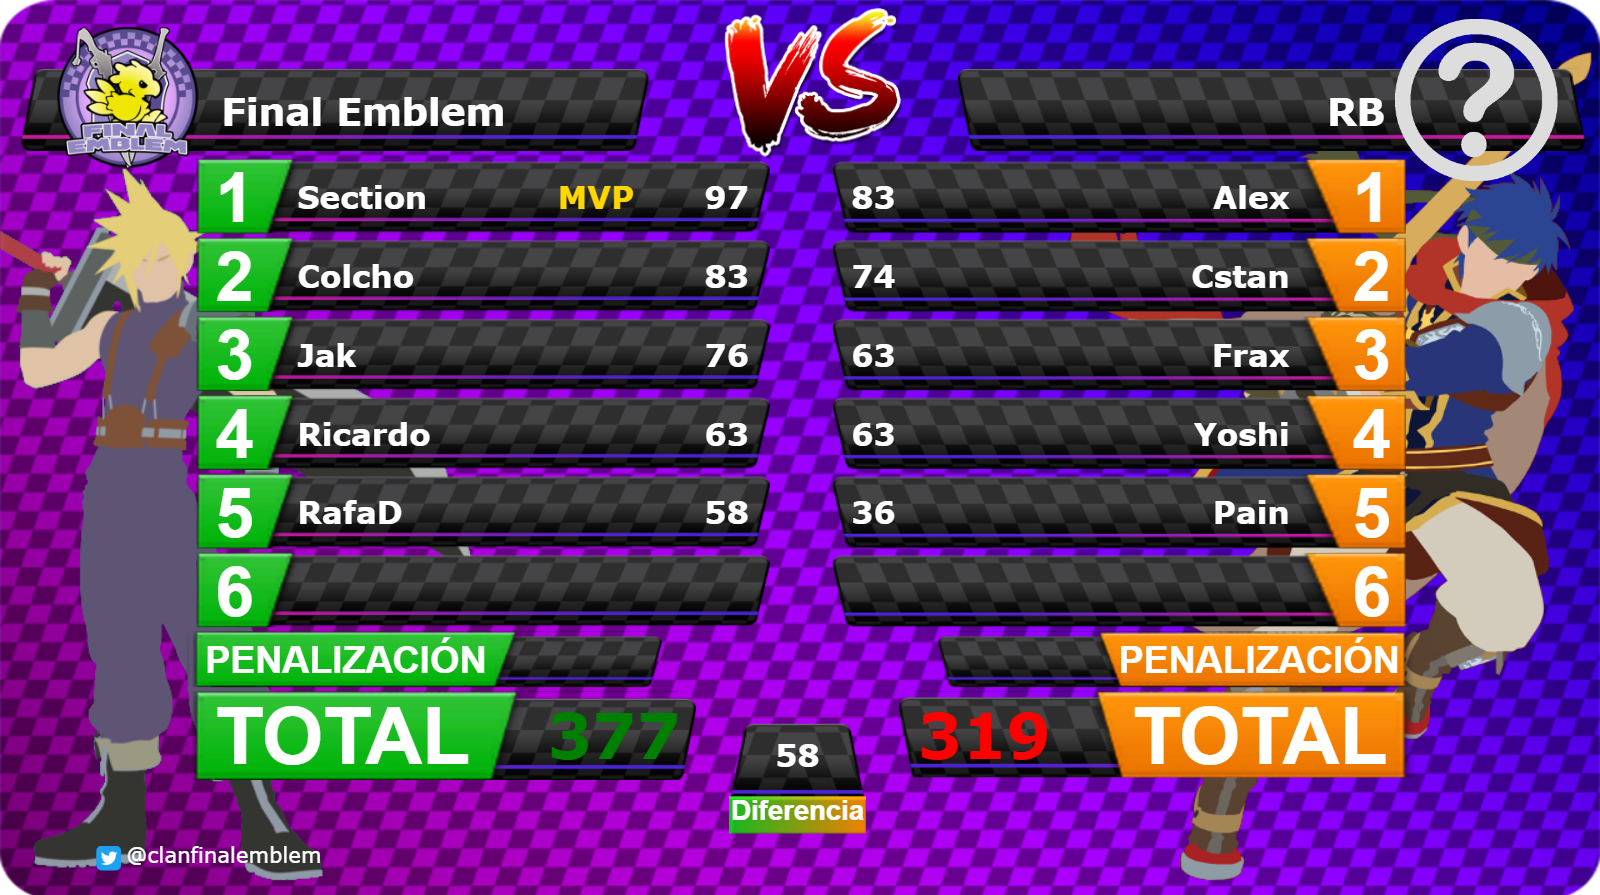 FINAL
EMBLEM
Final Emblem
VS
RB
?
1 Section MVP 97
83 Alex 1
2 Colcho 83
74 Cstan 2
3 Jak 76
63 Frax 3
4 Ricardo 63
63 Yoshi 4
5 RafaD 58
36 Pain 5
6
6
PENALIZACIÓN
PENALIZACIÓN
TOTAL 377
58
Diferencia
319 TOTAL
@clanfinalemblem